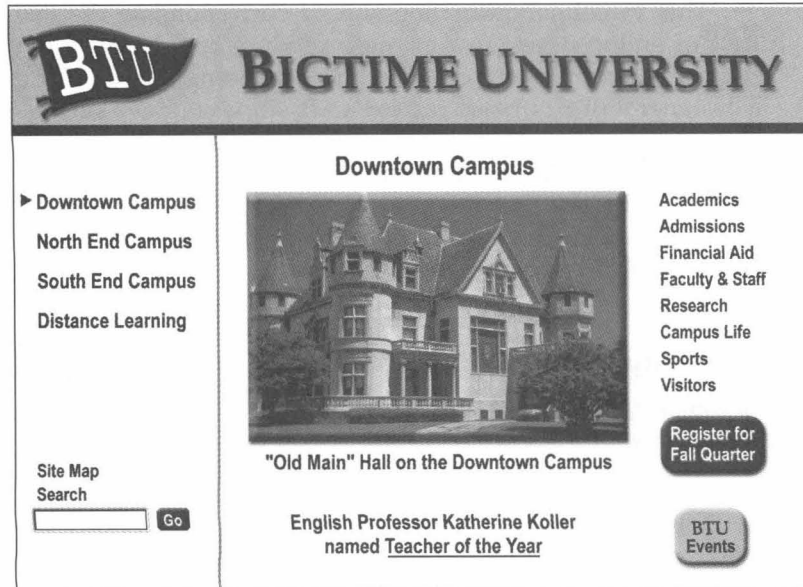 BTU
BIGTIME UNIVERSITY
Downtown Campus
North End Campus
South End Campus
Distance Learning
Site Map
Search
Go
Downtown Campus
"Old Main" Hall on the Downtown Campus
English Professor Katherine Koller
named Teacher of the Year
Academics
Admissions
Financial Aid
Faculty & Staff
Research
Campus Life
Sports
Visitors
Register for
Fall Quarter
BTU
Events